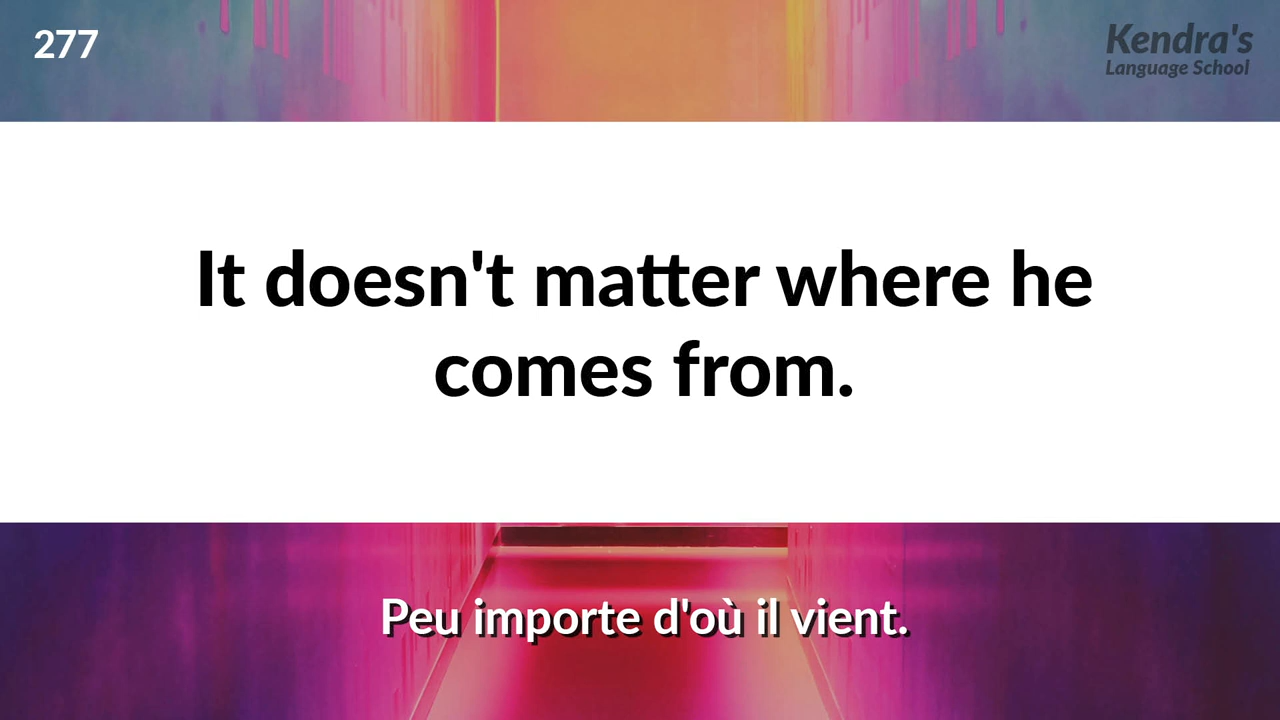 277
Kendra's
Language School
It doesn't matter where he
comes from.
Peu importe d'où il vient.